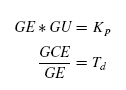 GE * GU = K_P
GCE / GE = T_d